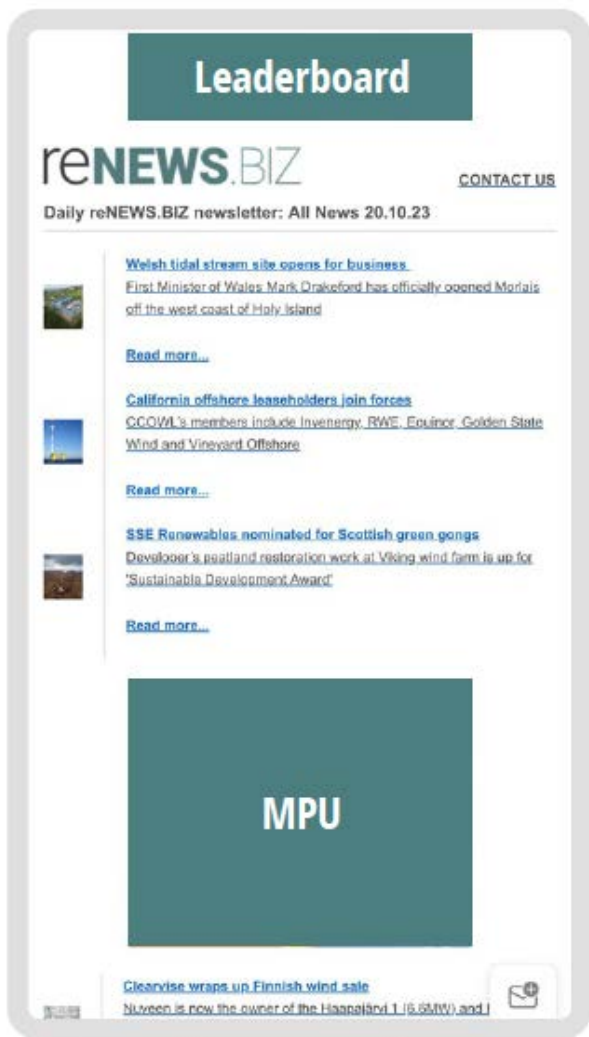 Leaderboard
reNEWS.BIZ
CONTACT US
Daily reNEWS.BIZ newsletter: All News 20.10.23
Welsh tidal stream site opens for business
First Minister of Wales Mark Drakeford has officially opened Morlais
off the west coast of Holy Island
Read more...
California offshore leaseholders join forces
CCOWL's members include Invenergy, RWE, Equinor, Golden State
Wind and Vineyard Offshore
Read more...
SSE Renewables nominated for Scottish green gongs
Developer's peatland restoration work at Viking wind farm is up for
'Sustainable Development Award'
Read more...
MPU
Clearvise wraps up Finnish wind sale
Nuveen is now the owner of the Haapajärvi 1 (6.6MW) and